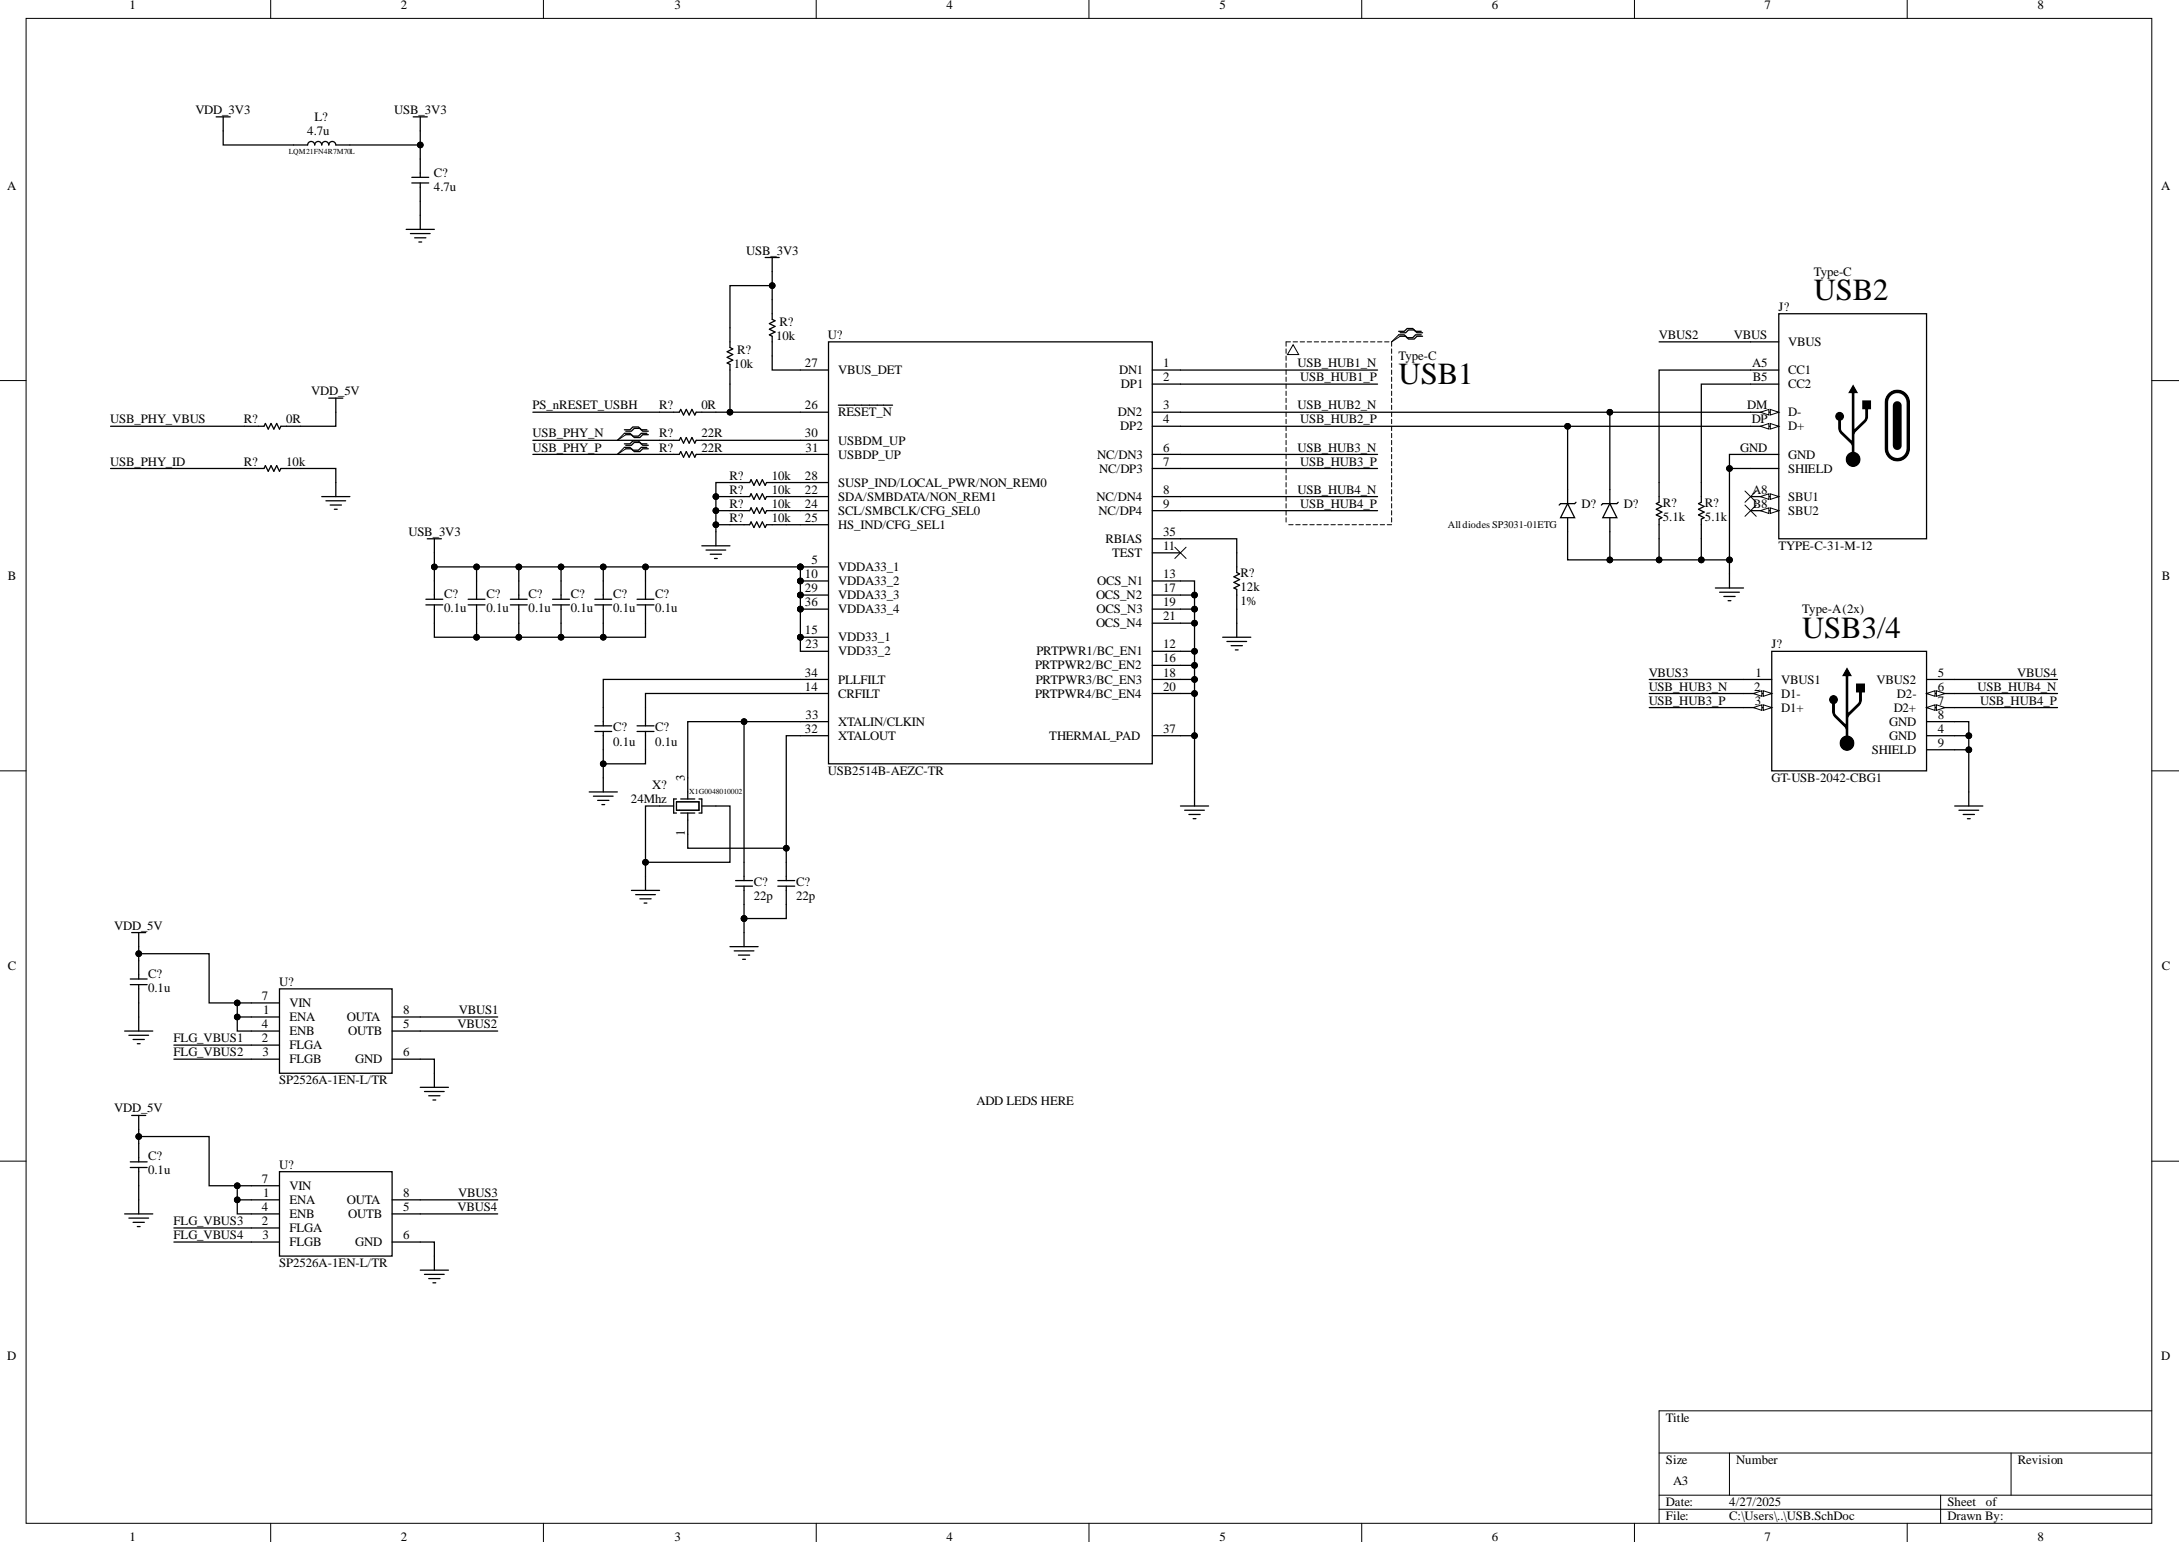 1 2 3 4 5 6 7 8
A
VDD_3V3
L?
4.7u
LQM21FN4R7M70L
USB_3V3
C?
4.7u
A
USB_PHY_VBUS R? 0R
VDD_5V
USB_PHY_ID R? 10k
USB_3V3
R?
10k
R?
10k
PS_nRESET_USBH R? 0R
USB_PHY_N R? 22R
USB_PHY_P R? 22R
R? 10k
R? 10k
R? 10k
R? 10k
USB_3V3
B
C?
0.1u
C?
0.1u
C?
0.1u
C?
0.1u
C?
0.1u
C?
0.1u
U?
27 VBUS_DET
26 RESET_N
30 USBDM_UP
31 USBDP_UP
28 SUSP_IND/LOCAL_PWR/NON_REM0
22 SDA/SMBDATA/NON_REM1
24 SCL/SMBCLK/CFG_SEL0
25 HS_IND/CFG_SEL1
5 VDDA33_1
10 VDDA33_2
29 VDDA33_3
36 VDDA33_4
15 VDD33_1
23 VDD33_2
34 PLLFILT
14 CRFILT
33 XTALIN/CLKIN
32 XTALOUT
DN1 1 USB_HUB1_N
DP1 2 USB_HUB1_P
DN2 3 USB_HUB2_N
DP2 4 USB_HUB2_P
NC/DN3 6 USB_HUB3_N
NC/DP3 7 USB_HUB3_P
NC/DN4 8 USB_HUB4_N
NC/DP4 9 USB_HUB4_P
RBIAS 35
TEST 11
OCS_N1 13
OCS_N2 17
OCS_N3 19
OCS_N4 21
PRTPWR1/BC_EN1 12
PRTPWR2/BC_EN2 16
PRTPWR3/BC_EN3 18
PRTPWR4/BC_EN4 20
THERMAL_PAD 37
USB2514B-AEZC-TR
R?
12k
1%
Type-C
USB1
C?
0.1u
C?
0.1u
X?
24Mhz
X1G0048010002
3
1
C?
22p
C?
22p
Type-C
USB2
J?
VBUS2 VBUS VBUS
A5 CC1
B5 CC2
DM D-
DP D+
GND GND
SHIELD
A8 SBU1
B8 SBU2
TYPE-C-31-M-12
D?
D?
R?
5.1k
R?
5.1k
All diodes SP3031-01ETG
B
Type-A(2x)
USB3/4
J?
VBUS3 1 VBUS1
USB_HUB3_N 2 D1-
USB_HUB3_P 3 D1+
VBUS2 5 VBUS4
D2- 6 USB_HUB4_N
D2+ 7 USB_HUB4_P
GND 8
GND 4
SHIELD 9
GT-USB-2042-CBG1
C
VDD_5V
C?
0.1u
U?
7 VIN
1 ENA
4 ENB
FLG_VBUS1 2 FLGA
FLG_VBUS2 3 FLGB
OUTA 8 VBUS1
OUTB 5 VBUS2
GND 6
SP2526A-1EN-L/TR
C
VDD_5V
C?
0.1u
U?
7 VIN
1 ENA
4 ENB
FLG_VBUS3 2 FLGA
FLG_VBUS4 3 FLGB
OUTA 8 VBUS3
OUTB 5 VBUS4
GND 6
SP2526A-1EN-L/TR
ADD LEDS HERE
D
D
Title
Size
A3
Number
Revision
Date: 4/27/2025
Sheet of
File: C:\Users\..\USB.SchDoc
Drawn By:
1 2 3 4 5 6 7 8